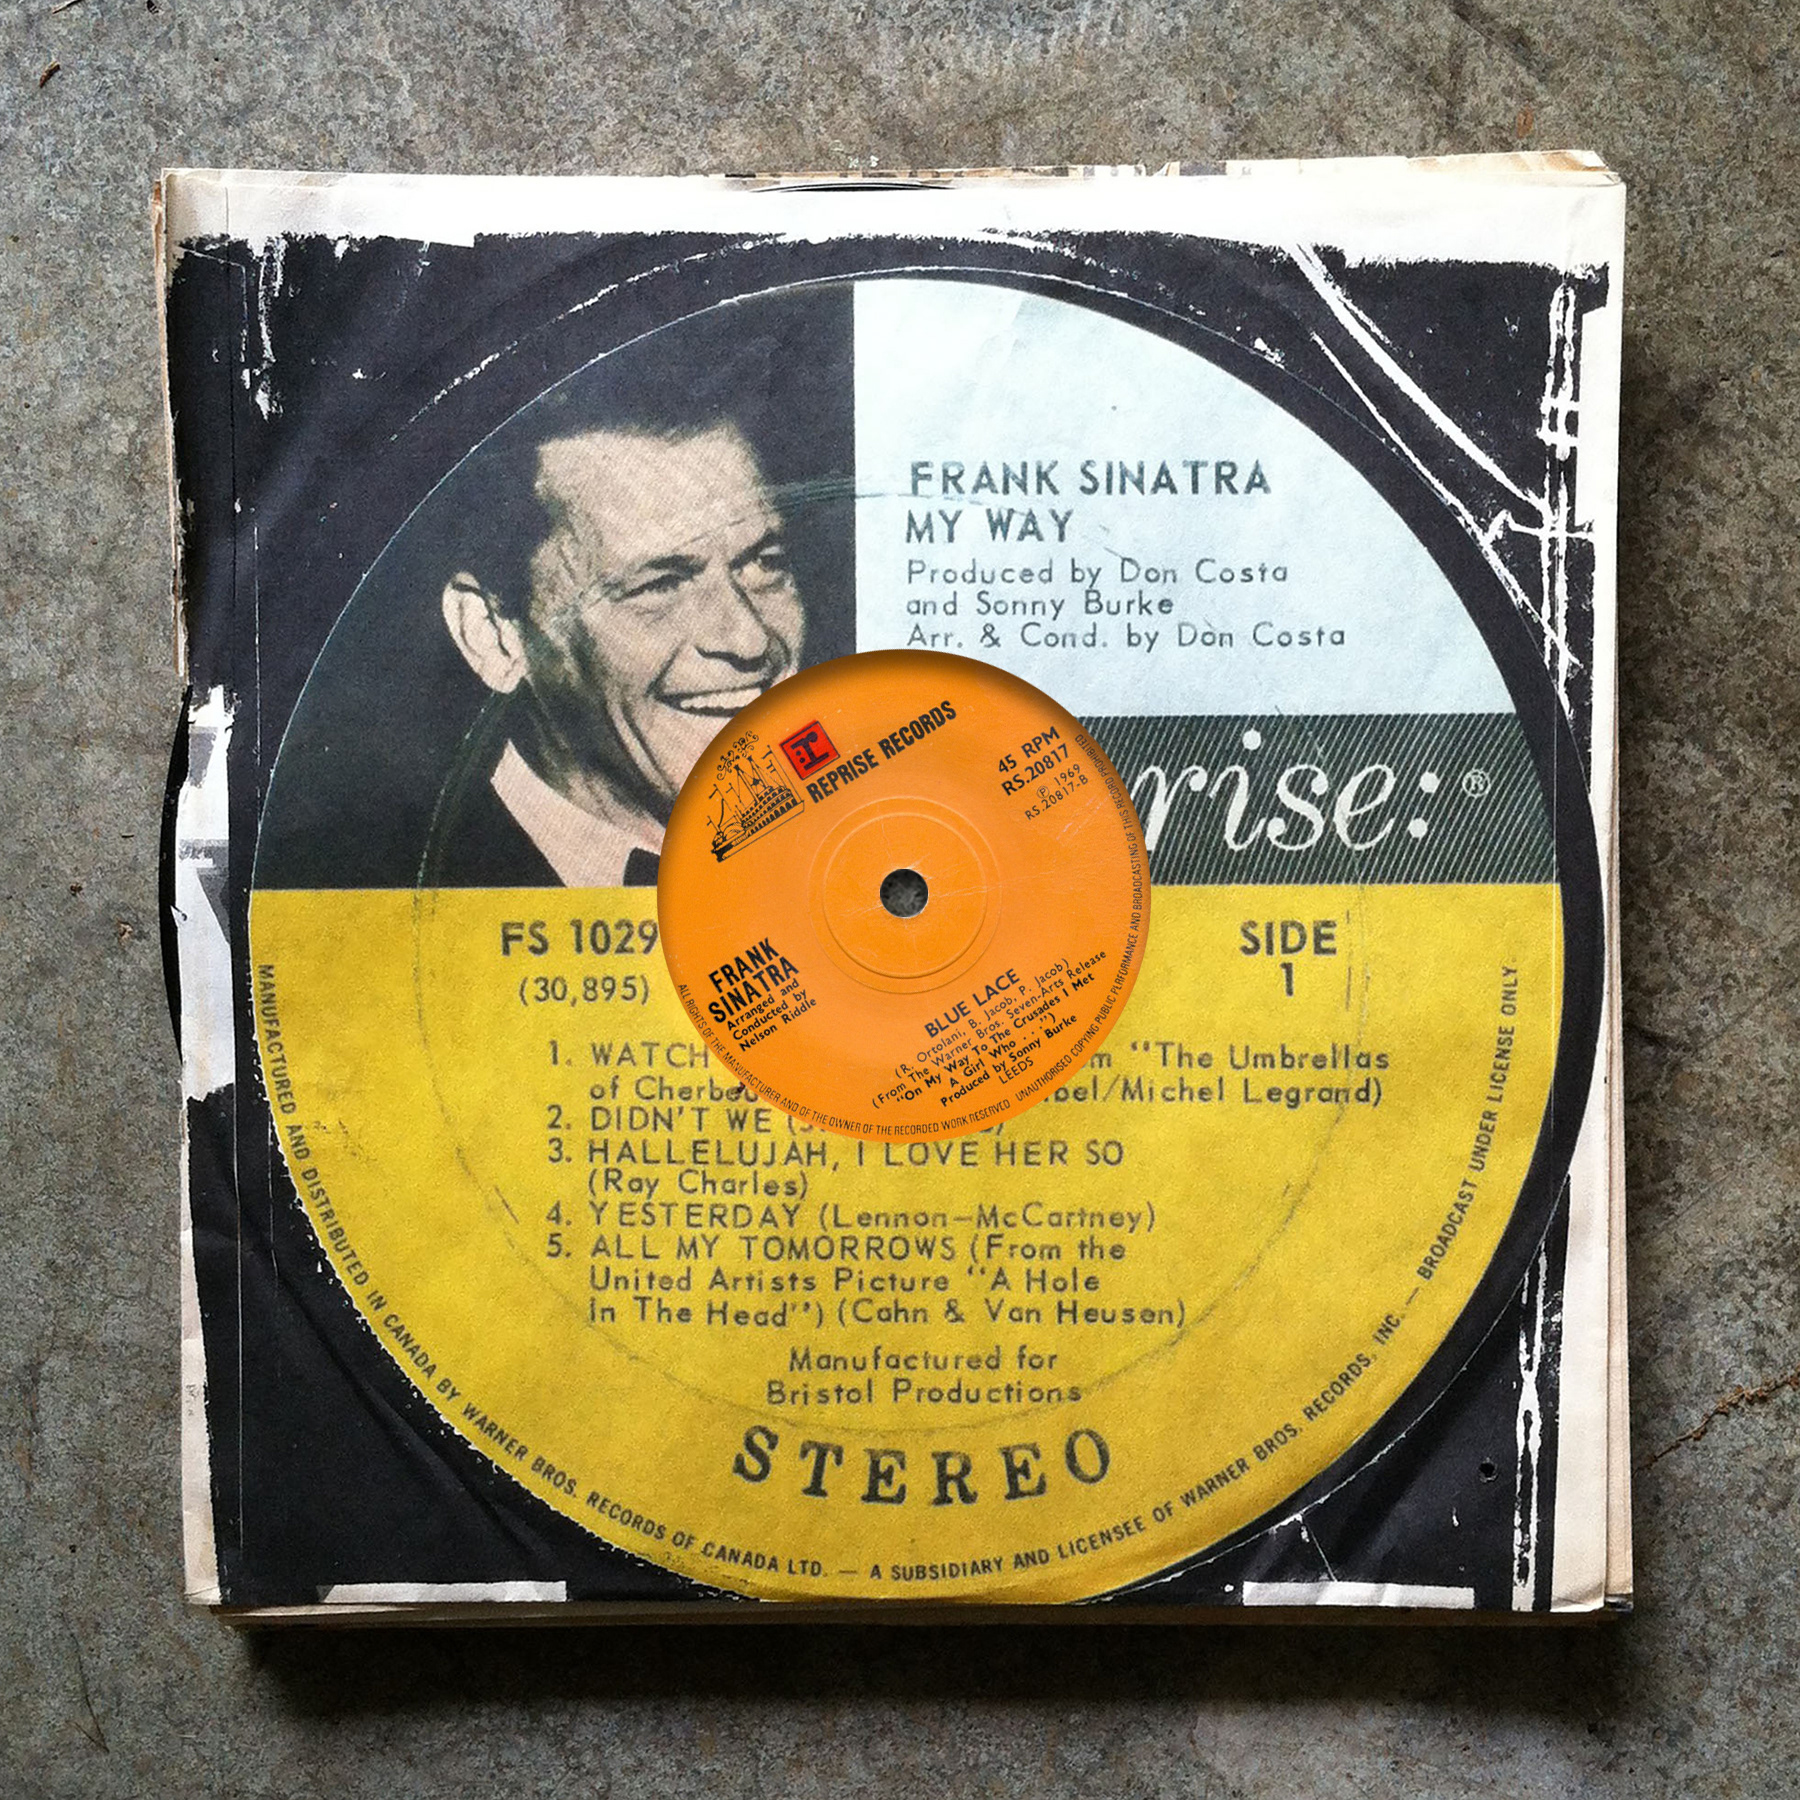 FRANK SINATRA
MY WAY
Produced by Don Costa
and Sonny Burke
Arr. & Cond. by Don Costa
rise:®
FS 1029
(30,895)
SIDE
1
1. WATCH
"The Umbrellas
of
/Michel Legrand)
2. DIDN'T WE
3. HALLELUJAH, I LOVE HER SO
(Ray Charles)
4. YESTERDAY (Lennon—McCartney)
5. ALL MY TOMORROWS (From the
United Artists Picture "A Hole
In The Head") (Cahn & Van Heusen)
Manufactured for
Bristol Productions
STEREO
MANUFACTURED AND DISTRIBUTED IN CANADA BY WARNER BROS. RECORDS OF CANADA LTD. — A SUBSIDIARY AND LICENSEE OF WARNER BROS. RECORDS, INC. — BROADCAST UNDER LICENSE ONLY.
:r
REPRISE RECORDS
45 RPM
RS.20817
℗ 1969
RS.20817-B
FRANK
SINATRA
Arranged and
Conducted by
Nelson Riddle
BLUE LACE
(R. Ortolani, B. Jacob, P. Jacob)
(From The Warner Bros. Seven-Arts Release
"On My Way To The Crusades I Met
A Girl Who . . .")
Produced by Sonny Burke
LEEDS
ALL RIGHTS OF THE MANUFACTURER AND OF THE OWNER OF THE RECORDED WORK RESERVED UNAUTHORISED COPYING PUBLIC PERFORMANCE AND BROADCASTING OF THIS RECORD PROHIBITED